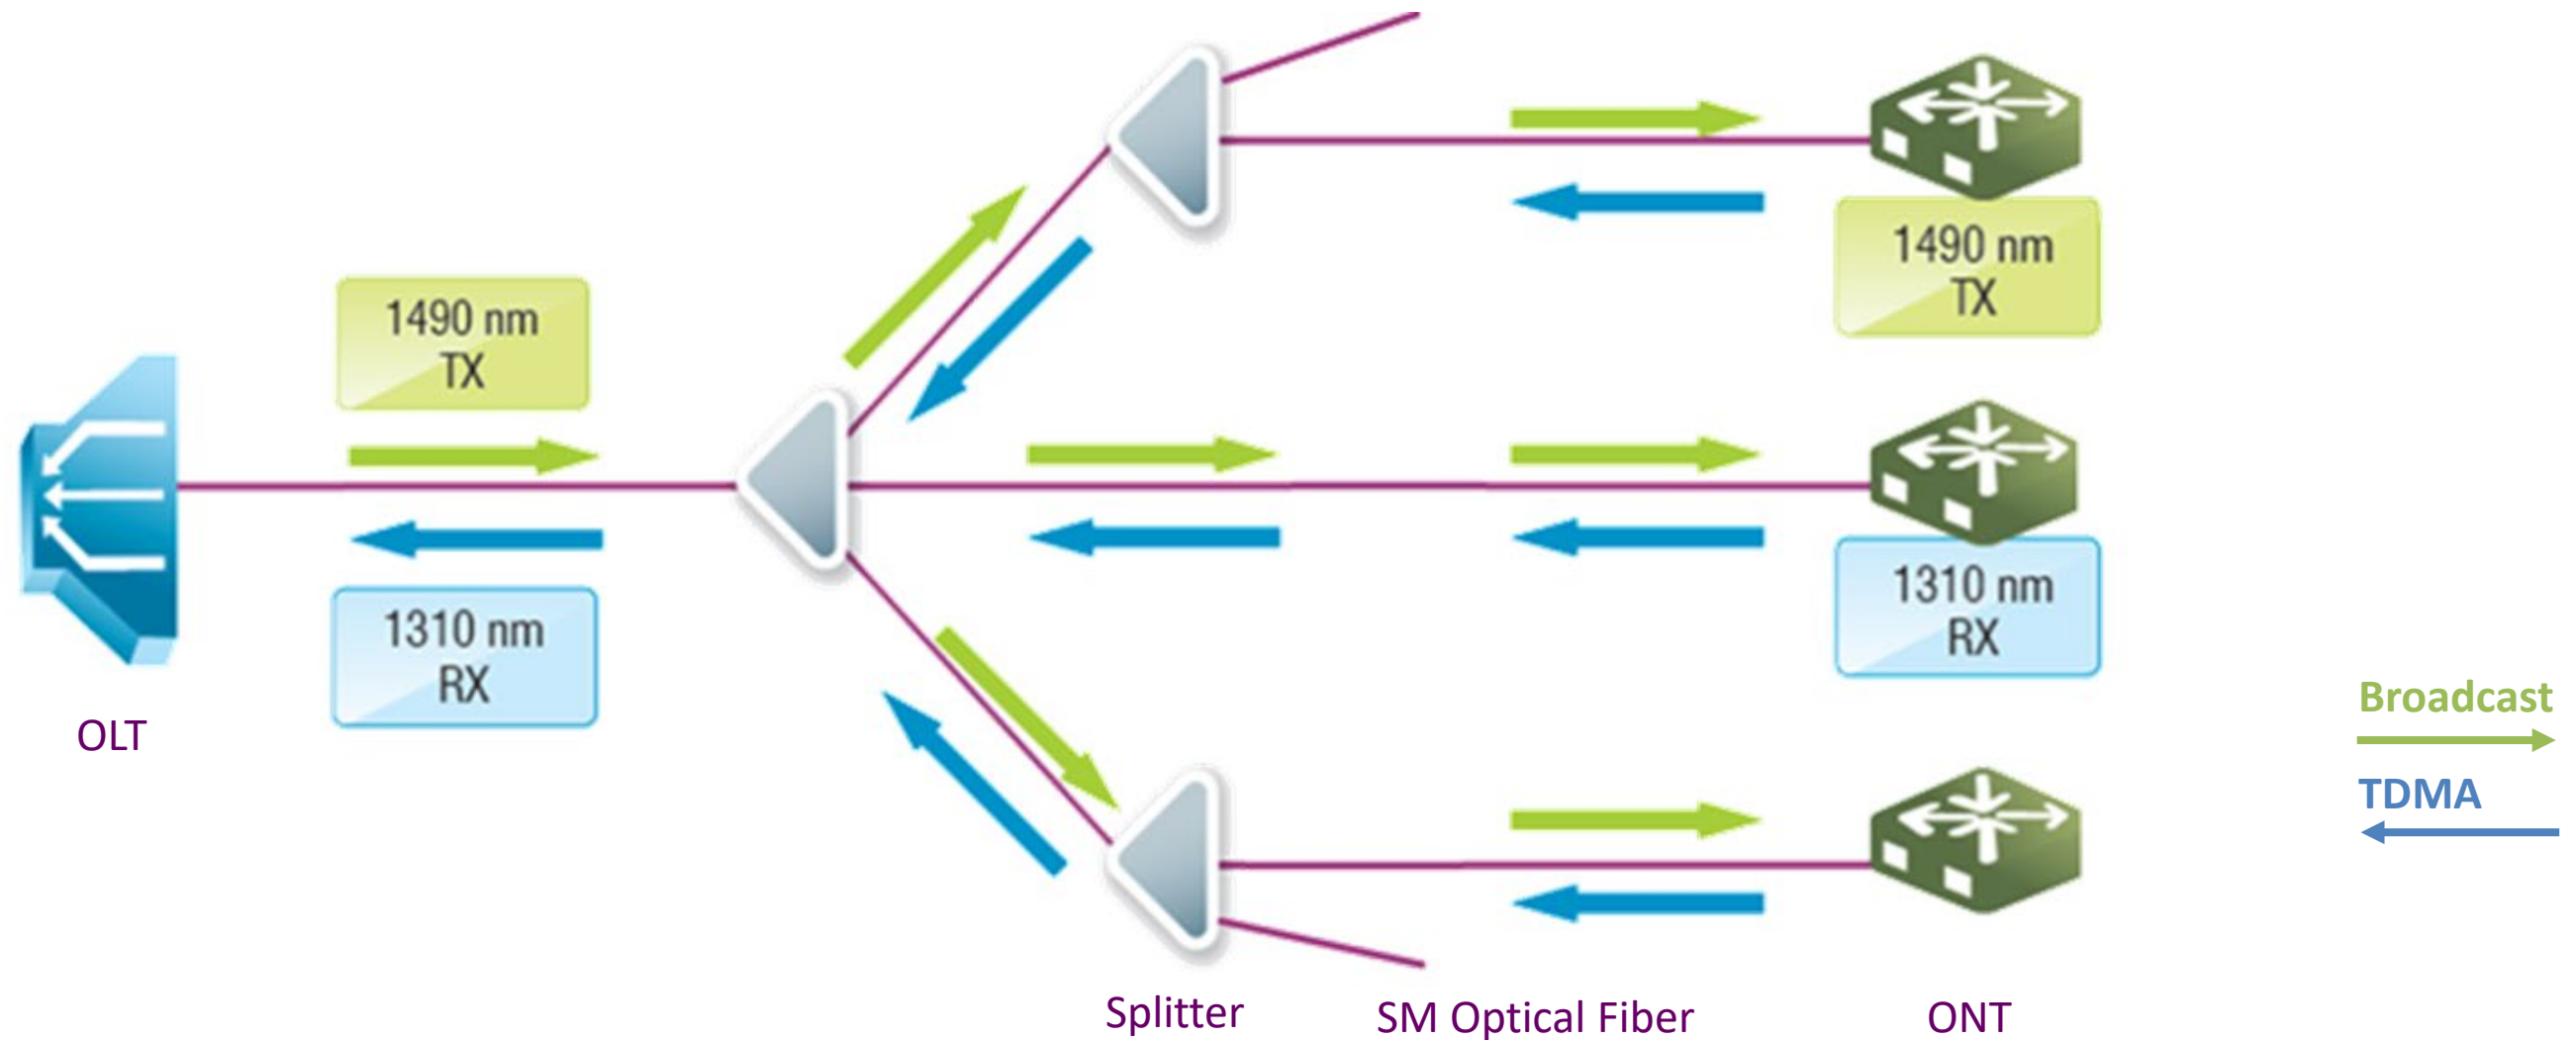 1490 nm
TX
1490 nm
TX
1310 nm
RX
OLT
1310 nm
RX
Broadcast
TDMA
Splitter
SM Optical Fiber
ONT